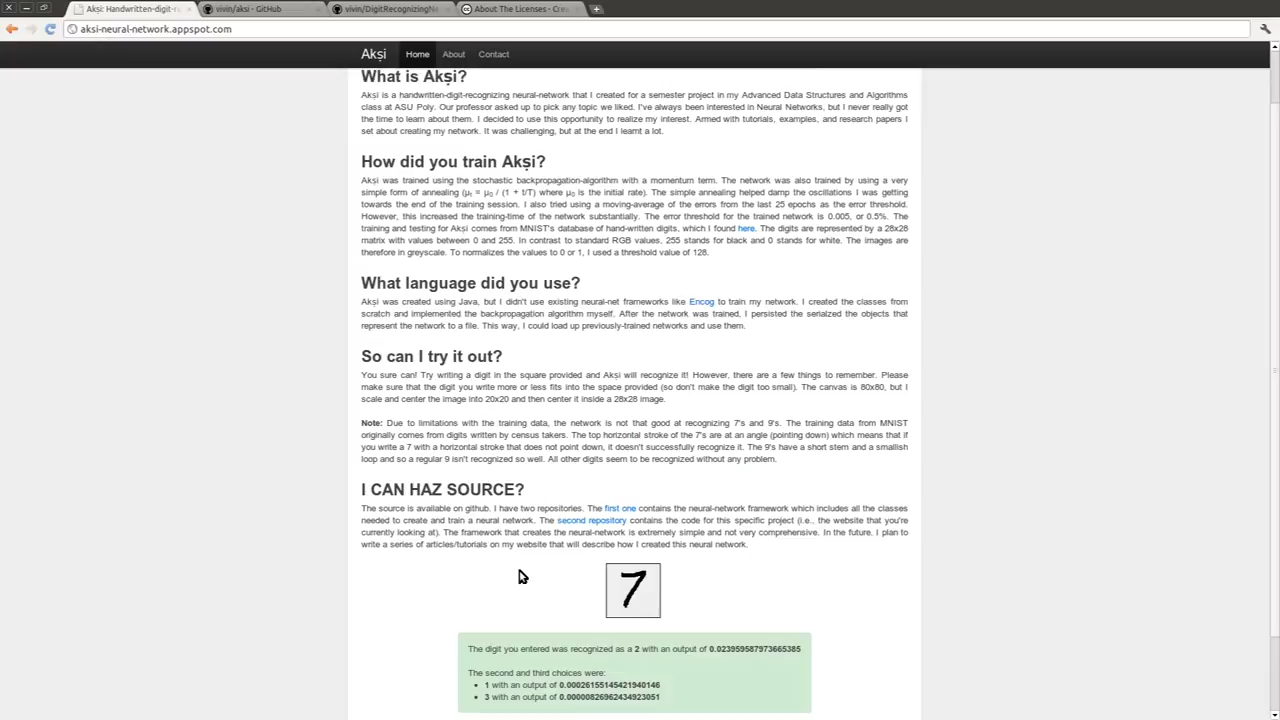 Akṣi: Handwritten-digit-r
vivin/aksi - GitHub
vivin/DigitRecognizingNe
About The Licenses - Cre
aksi-neural-network.appspot.com
Akṣi Home About Contact
What is Akṣi?
Akṣi is a handwritten-digit-recognizing neural-network that I created for a semester project in my Advanced Data Structures and Algorithms
class at ASU Poly. Our professor asked up to pick any topic we liked. I've always been interested in Neural Networks, but I never really got
the time to learn about them. I decided to use this opportunity to realize my interest. Armed with tutorials, examples, and research papers I
set about creating my network. It was challenging, but at the end I learnt a lot.
How did you train Akṣi?
Akṣi was trained using the stochastic backpropagation-algorithm with a momentum term. The network was also trained by using a very
simple form of annealing (μₜ = μ₀ / (1 + t/T) where μ₀ is the initial rate). The simple annealing helped damp the oscillations I was getting
towards the end of the training session. I also tried using a moving-average of the errors from the last 25 epochs as the error threshold.
However, this increased the training-time of the network substantially. The error threshold for the trained network is 0.005, or 0.5%. The
training and testing for Akṣi comes from MNIST's database of hand-written digits, which I found here. The digits are represented by a 28x28
matrix with values between 0 and 255. In contrast to standard RGB values, 255 stands for black and 0 stands for white. The images are
therefore in greyscale. To normalizes the values to 0 or 1, I used a threshold value of 128.
What language did you use?
Akṣi was created using Java, but I didn't use existing neural-net frameworks like Encog to train my network. I created the classes from
scratch and implemented the backpropagation algorithm myself. After the network was trained, I persisted the serialzed the objects that
represent the network to a file. This way, I could load up previously-trained networks and use them.
So can I try it out?
You sure can! Try writing a digit in the square provided and Akṣi will recognize it! However, there are a few things to remember. Please
make sure that the digit you write more or less fits into the space provided (so don't make the digit too small). The canvas is 80x80, but I
scale and center the image into 20x20 and then center it inside a 28x28 image.
Note: Due to limitations with the training data, the network is not that good at recognizing 7's and 9's. The training data from MNIST
originally comes from digits written by census takers. The top horizontal stroke of the 7's are at an angle (pointing down) which means that if
you write a 7 with a horizontal stroke that does not point down, it doesn't successfully recognize it. The 9's have a short stem and a smallish
loop and so a regular 9 isn't recognized so well. All other digits seem to be recognized without any problem.
I CAN HAZ SOURCE?
The source is available on github. I have two repositories. The first one contains the neural-network framework which includes all the classes
needed to create and train a neural network. The second repository contains the code for this specific project (i.e., the website that you're
currently looking at). The framework that creates the neural-network is extremely simple and not very comprehensive. In the future. I plan to
write a series of articles/tutorials on my website that will describe how I created this neural network.
7
The digit you entered was recognized as a 2 with an output of 0.023959587973665385
The second and third choices were:
• 1 with an output of 0.00026155145421940146
• 3 with an output of 0.00000826962434923051